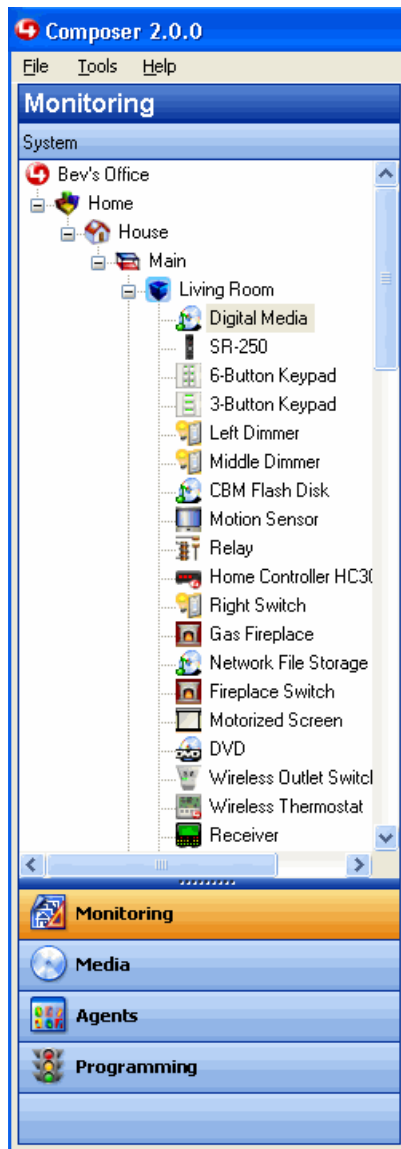 Composer 2.0.0
File Tools Help
Monitoring
System
Bev's Office
Home
House
Main
Living Room
Digital Media
SR-250
6-Button Keypad
3-Button Keypad
Left Dimmer
Middle Dimmer
CBM Flash Disk
Motion Sensor
Relay
Home Controller HC30
Right Switch
Gas Fireplace
Network File Storage
Fireplace Switch
Motorized Screen
DVD
Wireless Outlet Switcl
Wireless Thermostat
Receiver
Monitoring
Media
Agents
Programming